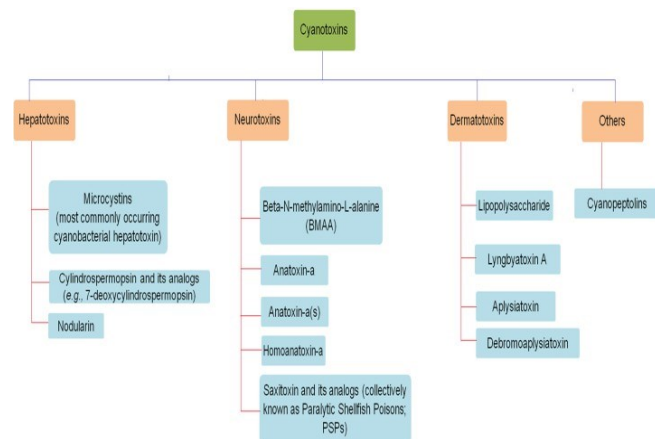 Cyanotoxins
Hepatotoxins
Neurotoxins
Dermatotoxins
Others
Microcystins
(most commonly occurring
cyanobacterial hepatotoxin)
Cylindrospermopsin and its analogs
(e.g., 7-deoxycylindrospermopsin)
Nodularin
Beta-N-methylamino-L-alanine
(BMAA)
Anatoxin-a
Anatoxin-a(s)
Homoanatoxin-a
Saxitoxin and its analogs (collectively
known as Paralytic Shellfish Poisons;
PSPs)
Lipopolysaccharide
Lyngbyatoxin A
Aplysiatoxin
Debromoaplysiatoxin
Cyanopeptolins